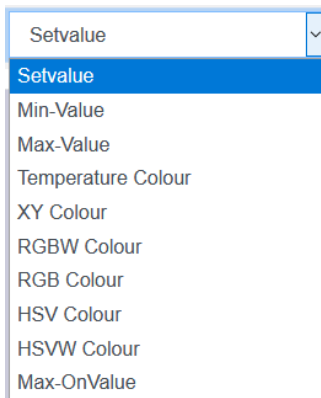 Setvalue
Setvalue
Min-Value
Max-Value
Temperature Colour
XY Colour
RGBW Colour
RGB Colour
HSV Colour
HSVW Colour
Max-OnValue